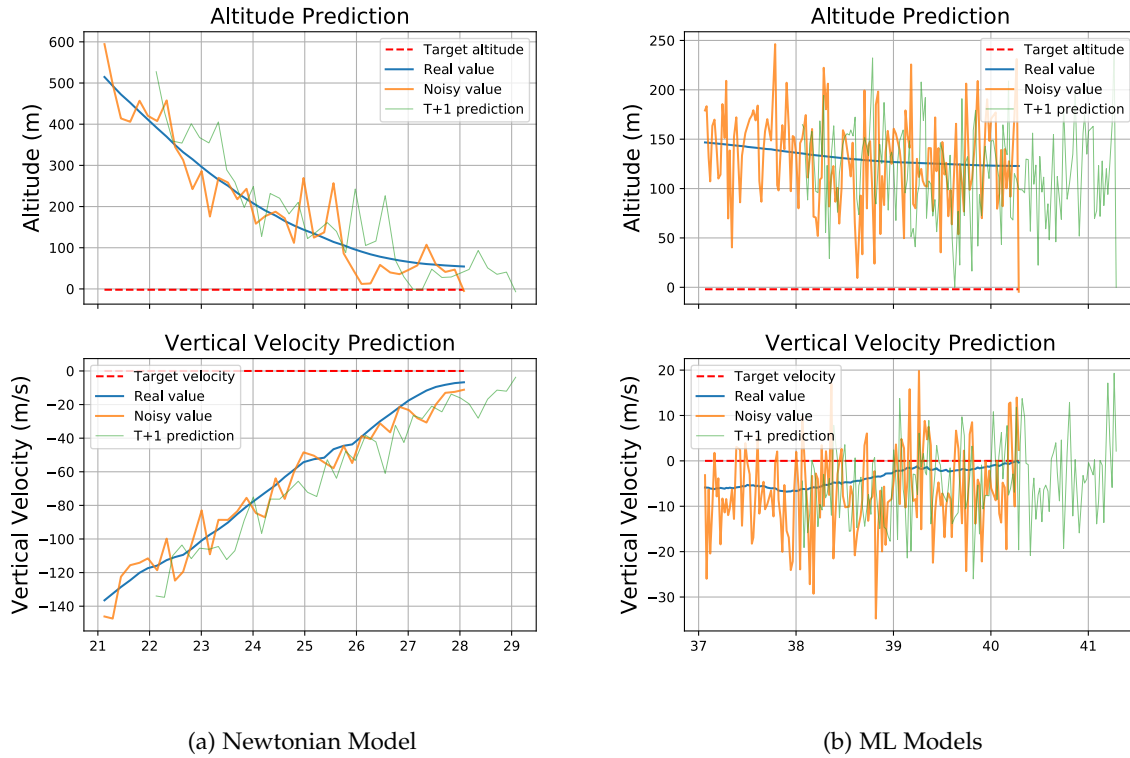 Altitude Prediction
600
500
400
300
200
100
0
Altitude (m)
Target altitude
Real value
Noisy value
T+1 prediction
Vertical Velocity Prediction
0
−20
−40
−60
−80
−100
−120
−140
Vertical Velocity (m/s)
Target velocity
Real value
Noisy value
T+1 prediction
21 22 23 24 25 26 27 28 29
(a) Newtonian Model
Altitude Prediction
250
200
150
100
50
0
Altitude (m)
Target altitude
Real value
Noisy value
T+1 prediction
Vertical Velocity Prediction
20
10
0
−10
−20
−30
Vertical Velocity (m/s)
Target velocity
Real value
Noisy value
T+1 prediction
37 38 39 40 41
(b) ML Models